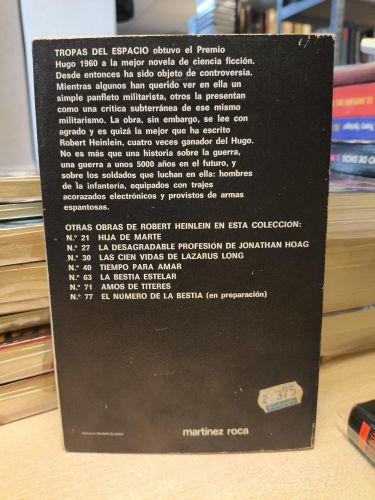 TROPAS DEL ESPACIO obtuvo el Premio
Hugo 1960 a la mejor novela de ciencia ficción.
Desde entonces ha sido objeto de controversia.
Mientras algunos han querido ver en ella un
simple panfleto militarista, otros la presentan
como una crítica subterránea de ese mismo
militarismo. La obra, sin embargo, se lee con
agrado y es quizá la mejor que ha escrito
Robert Heinlein, cuatro veces ganador del Hugo.
No es más que una historia sobre la guerra,
una guerra a unos 5000 años en el futuro, y
sobre los soldados que luchan en ella: hombres
de la infantería, equipados con trajes
acorazados electrónicos y provistos de armas
espantosas.
OTRAS OBRAS DE ROBERT HEINLEIN EN ESTA COLECCION:
N.º 21 HIJA DE MARTE
N.º 27 LA DESAGRADABLE PROFESIÓN DE JONATHAN HOAG
N.º 30 LAS CIEN VIDAS DE LAZARUS LONG
N.º 40 TIEMPO PARA AMAR
N.º 63 LA BESTIA ESTELAR
N.º 71 AMOS DE TITERES
N.º 77 EL NÚMERO DE LA BESTIA (en preparación)
375
martínez roca